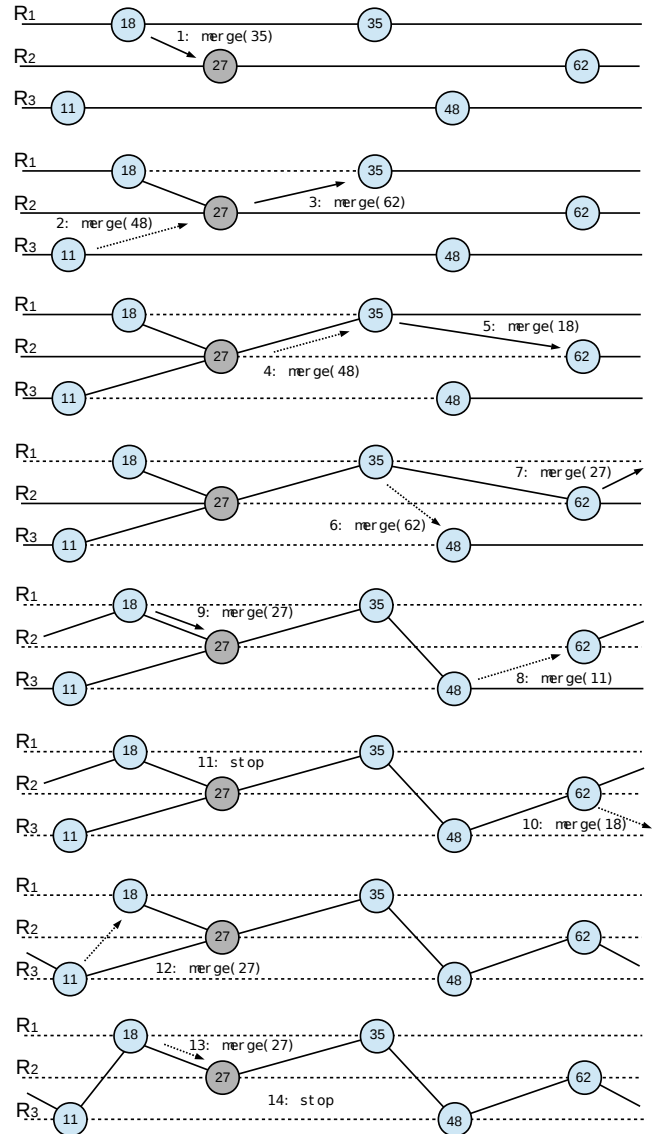 R1 18 35
1: merge(35)
R2 27 62
R3 11 48
R1 18 35
3: merge(62)
R2 27 62
2: merge(48)
R3 11 48
R1 18 35
5: merge(18)
R2 27 62
4: merge(48)
R3 11 48
R1 18 35
7: merge(27)
R2 27 62
6: merge(62)
R3 11 48
R1 18 35
9: merge(27)
R2 27 62
R3 11 48
8: merge(11)
R1 18 35
11: stop
R2 27 62
10: merge(18)
R3 11 48
R1 18 35
R2 27 62
12: merge(27)
R3 11 48
R1 18 35
13: merge(27)
R2 27 62
14: stop
R3 11 48